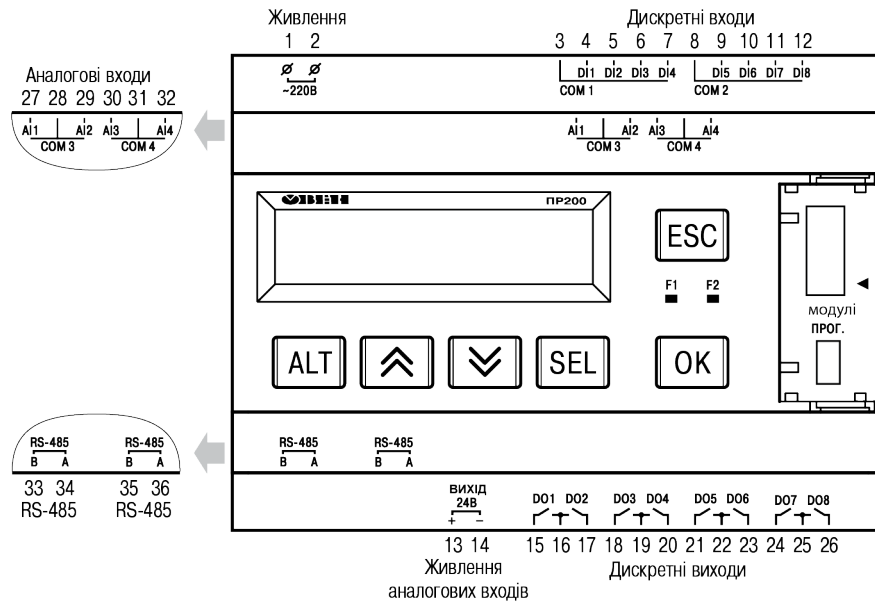 Живлення
1 2
Дискретні входи
3 4 5 6 7 8 9 10 11 12
~220В
DI1 DI2 DI3 DI4 DI5 DI6 DI7 DI8
COM 1 COM 2
Аналогові входи
27 28 29 30 31 32
AI1 AI2 AI3 AI4
COM 3 COM 4
AI1 AI2 AI3 AI4
COM 3 COM 4
ОВЕН ПР200
ESC
F1 F2
модулі
ПРОГ.
ALT SEL OK
RS-485 RS-485
B A B A
33 34 35 36
RS-485 RS-485
RS-485 RS-485
B A B A
ВИХІД
24В
+ −
DO1 DO2 DO3 DO4 DO5 DO6 DO7 DO8
13 14 15 16 17 18 19 20 21 22 23 24 25 26
Живлення
аналогових входів
Дискретні виходи